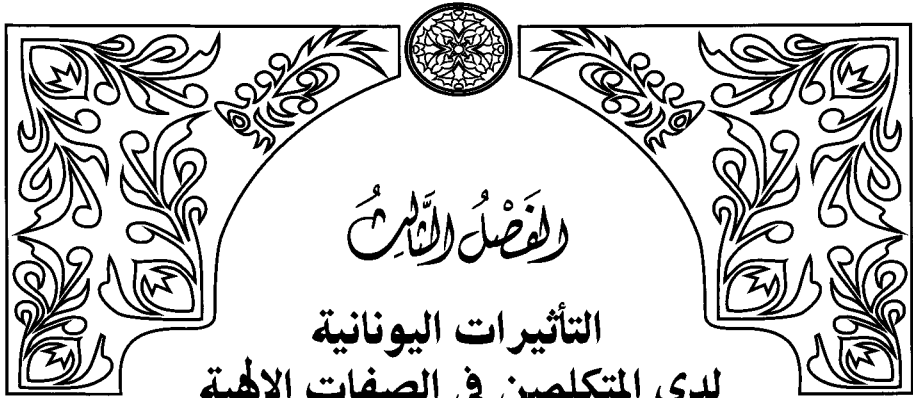 الفَصْلُ الثَّالِثُ
التأثيرات اليونانية
لدى المتكلمين في الصفات الإلهية